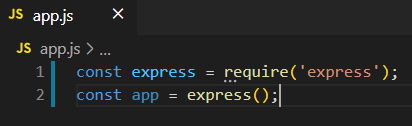 JS app.js ×
JS app.js > ...
1 const express = require('express');
2 const app = express();